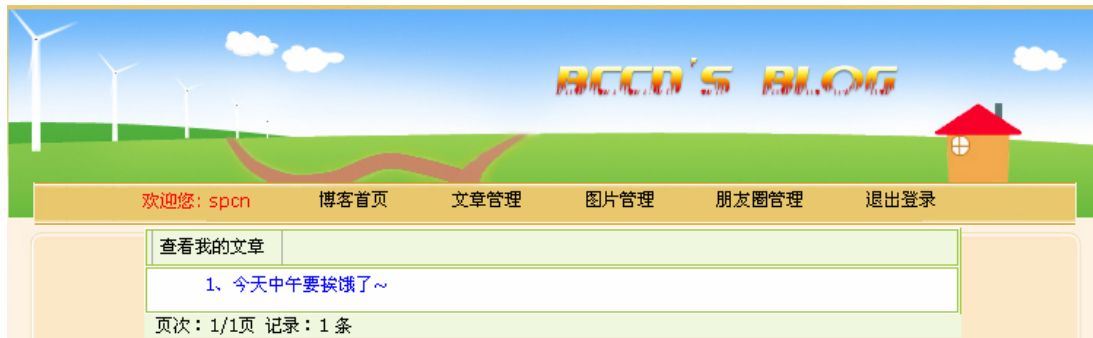 BCCD'S BLOG
欢迎您: spcn 博客首页 文章管理 图片管理 朋友圈管理 退出登录
查看我的文章
1、今天中午要挨饿了~
页次：1/1页 记录：1 条